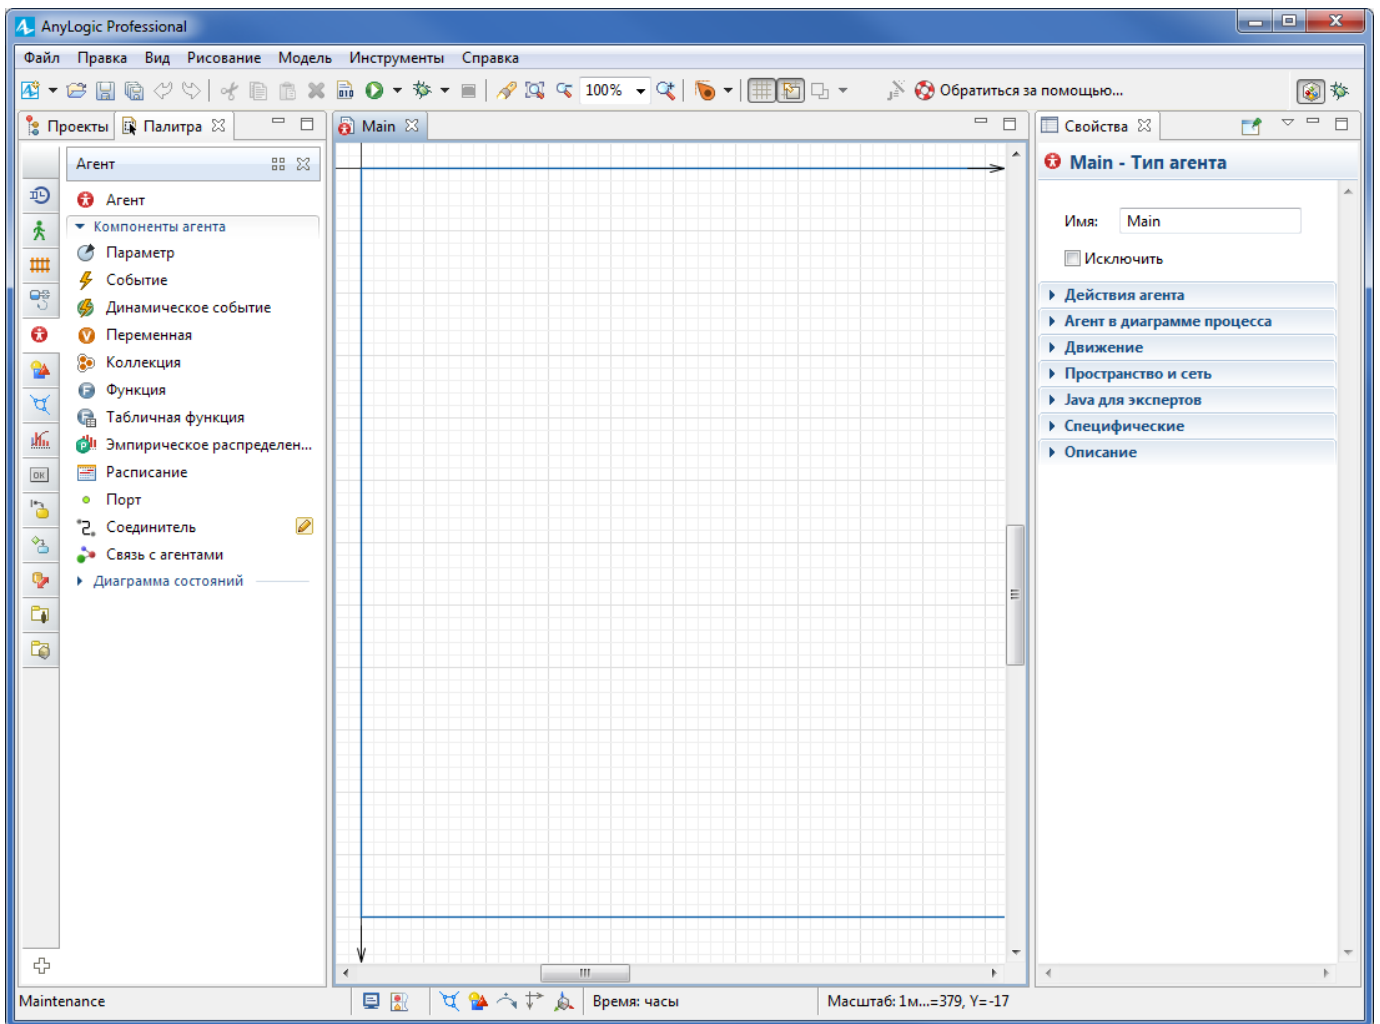 AnyLogic Professional
Файл Правка Вид Рисование Модель Инструменты Справка
100% Обратиться за помощью...
Проекты Палитра Main Свойства
Агент
Main - Тип агента
Агент
Имя: Main
Компоненты агента
Параметр
Исключить
Событие
Действия агента
Динамическое событие
Агент в диаграмме процесса
Переменная
Движение
Коллекция
Пространство и сеть
Функция
Java для экспертов
Табличная функция
Специфические
Эмпирическое распределен...
Описание
Расписание
OK
Порт
Соединитель
Связь с агентами
Диаграмма состояний
Maintenance Время: часы Масштаб: 1м...=379, Y=-17